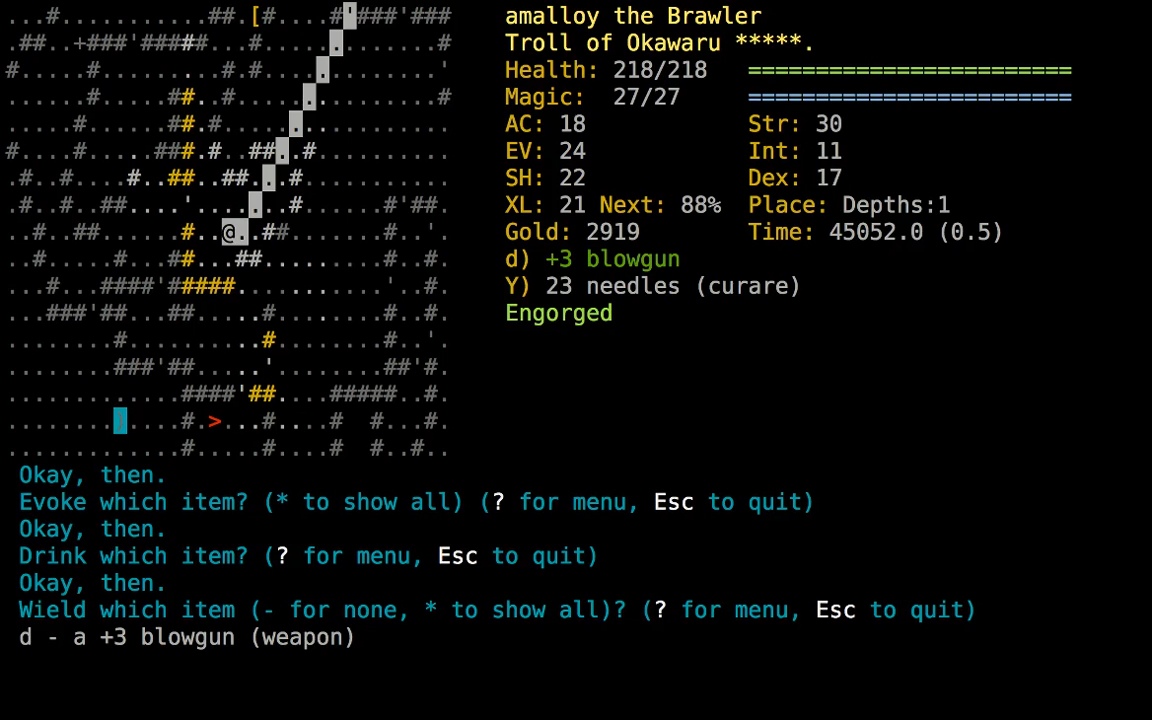 amalloy the Brawler
Troll of Okawaru *****.
Health: 218/218 ========================
Magic: 27/27 ========================
AC: 18 Str: 30
EV: 24 Int: 11
SH: 22 Dex: 17
XL: 21 Next: 88% Place: Depths:1
Gold: 2919 Time: 45052.0 (0.5)
d) +3 blowgun
Y) 23 needles (curare)
Engorged
Okay, then.
Evoke which item? (* to show all) (? for menu, Esc to quit)
Okay, then.
Drink which item? (? for menu, Esc to quit)
Okay, then.
Wield which item (- for none, * to show all)? (? for menu, Esc to quit)
d - a +3 blowgun (weapon)